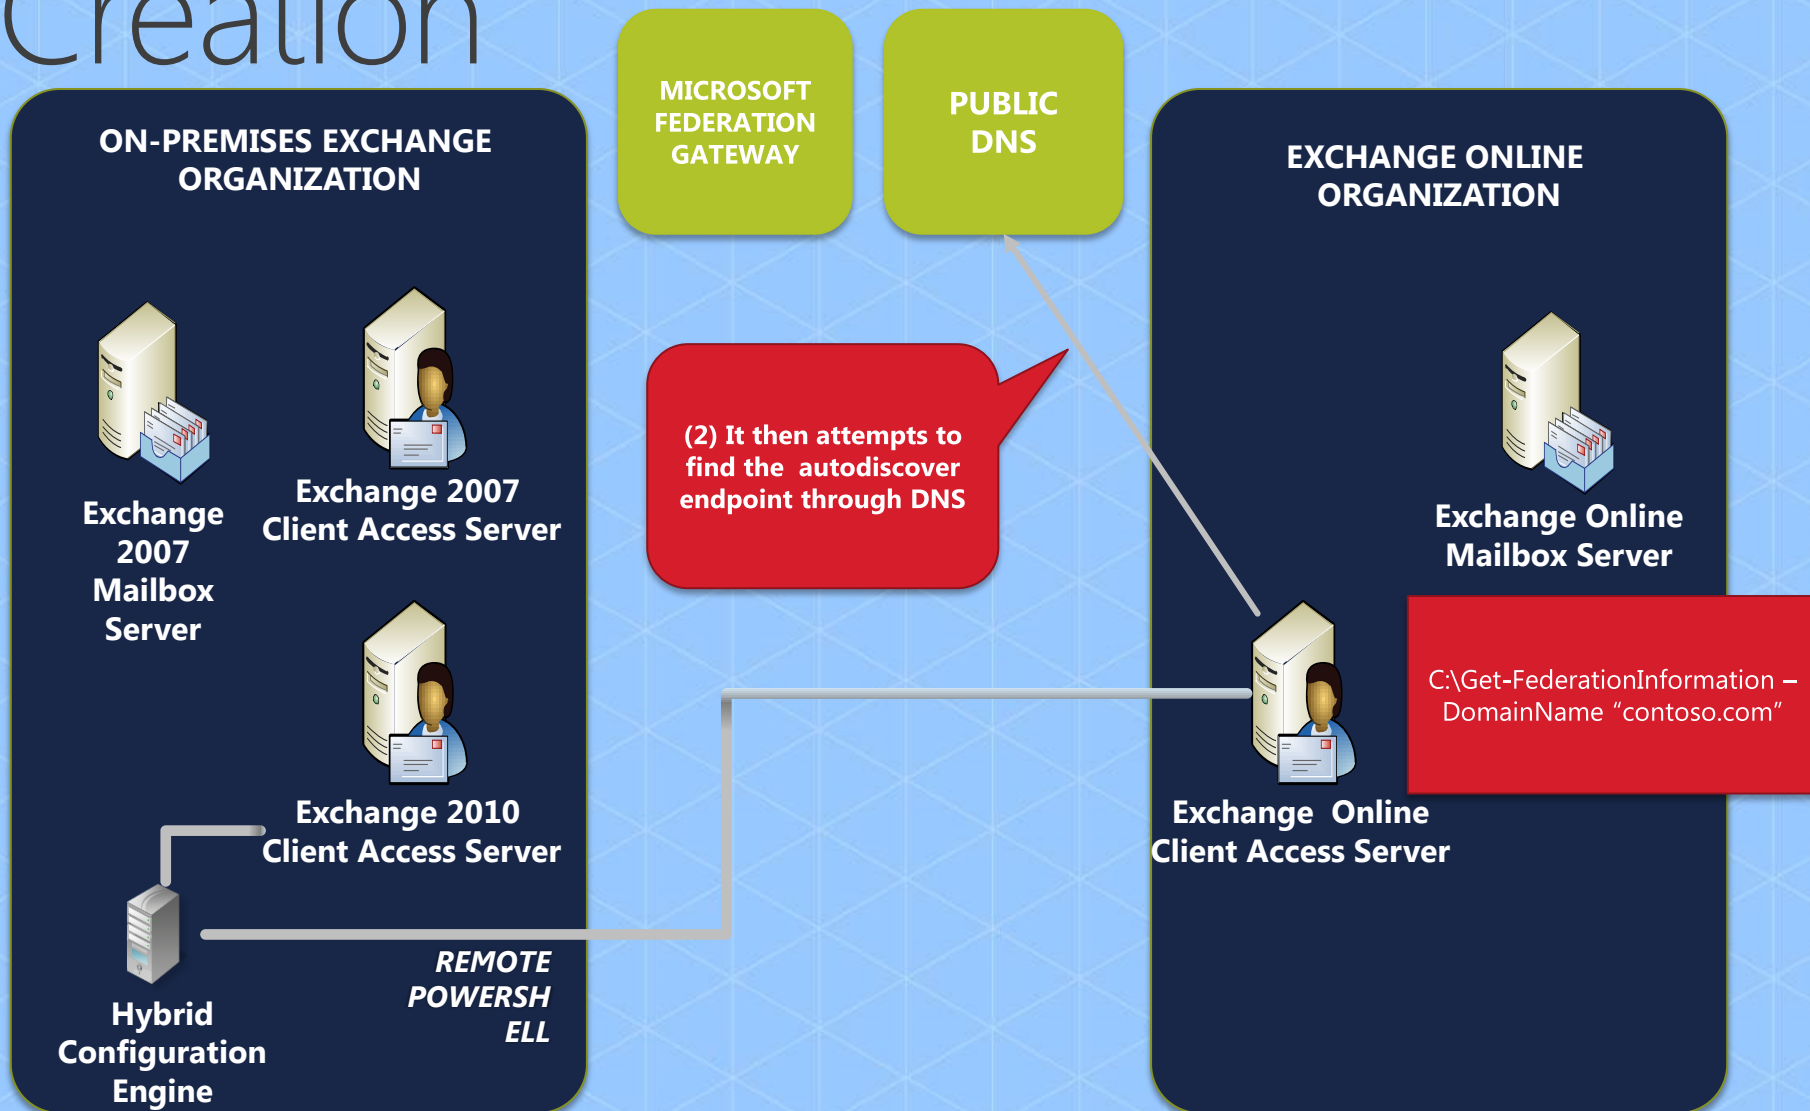 Creation
MICROSOFT
FEDERATION
GATEWAY
PUBLIC
DNS
ON-PREMISES EXCHANGE
ORGANIZATION
EXCHANGE ONLINE
ORGANIZATION
(2) It then attempts to
find the  autodiscover
endpoint through DNS
Exchange
2007
Mailbox
Server
Exchange 2007
Client Access Server
Exchange Online
Mailbox Server
C:\Get-FederationInformation –
DomainName “contoso.com”
Exchange 2010
Client Access Server
Exchange  Online
Client Access Server
REMOTE
POWERSH
ELL
Hybrid
Configuration
Engine